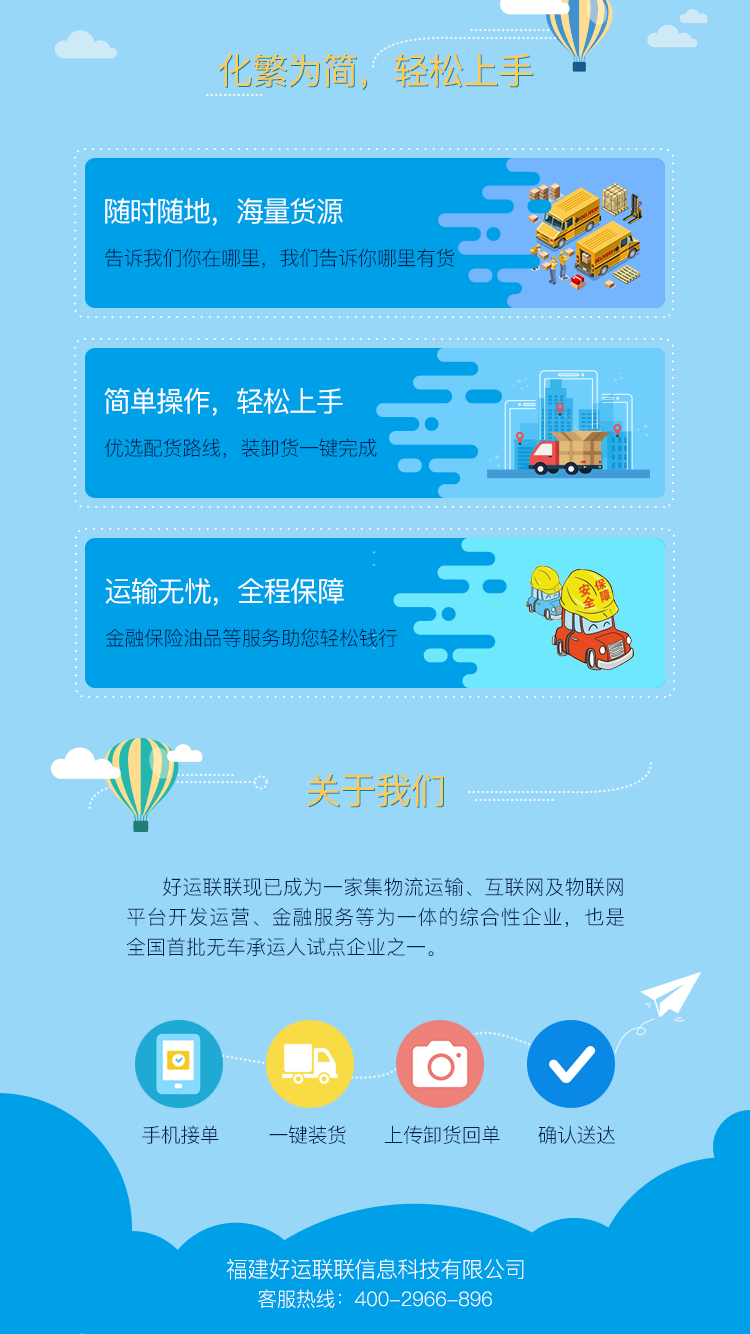 化繁为简，轻松上手
随时随地，海量货源
告诉我们你在哪里，我们告诉你哪里有货
简单操作，轻松上手
优选配货路线，装卸货一键完成
运输无忧，全程保障
金融保险油品等服务助您轻松钱行
安全
保障
关于我们
好运联联现已成为一家集物流运输、互联网及物联网
平台开发运营、金融服务等为一体的综合性企业，也是
全国首批无车承运人试点企业之一。
手机接单
一键装货
上传卸货回单
确认送达
福建好运联联信息科技有限公司
客服热线：400-2966-896